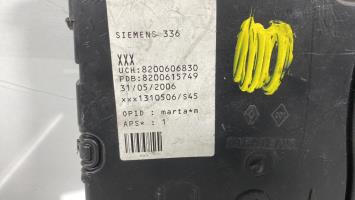 SIEMENS 336
XXX
UCH:8200606830
PDB:8200615749
31/05/2006
xxx1310506/S45
OPID : marta*m
APS* : 1